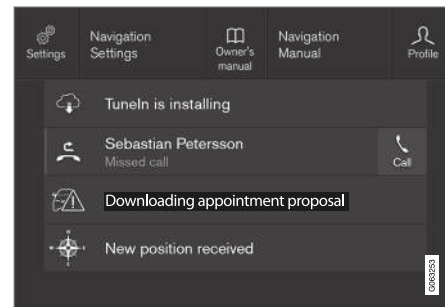 Settings
Navigation
Settings
Owner's
manual
Navigation
Manual
Profile
TuneIn is installing
Sebastian Petersson
Missed call
Call
Downloading appointment proposal
New position received
G063253